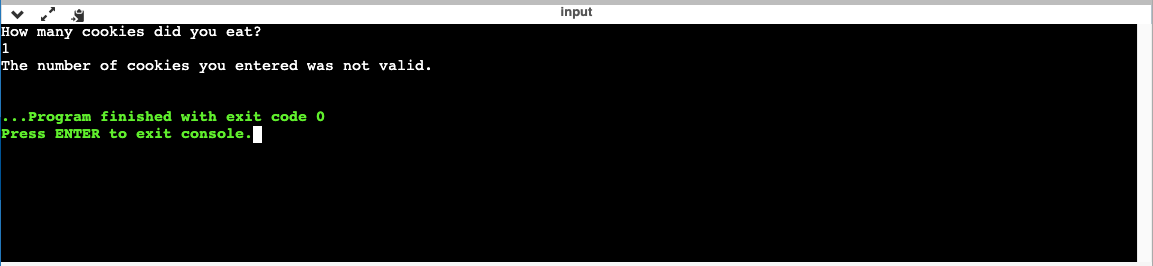 input
How many cookies did you eat?
1
The number of cookies you entered was not valid.
...Program finished with exit code 0
Press ENTER to exit console.